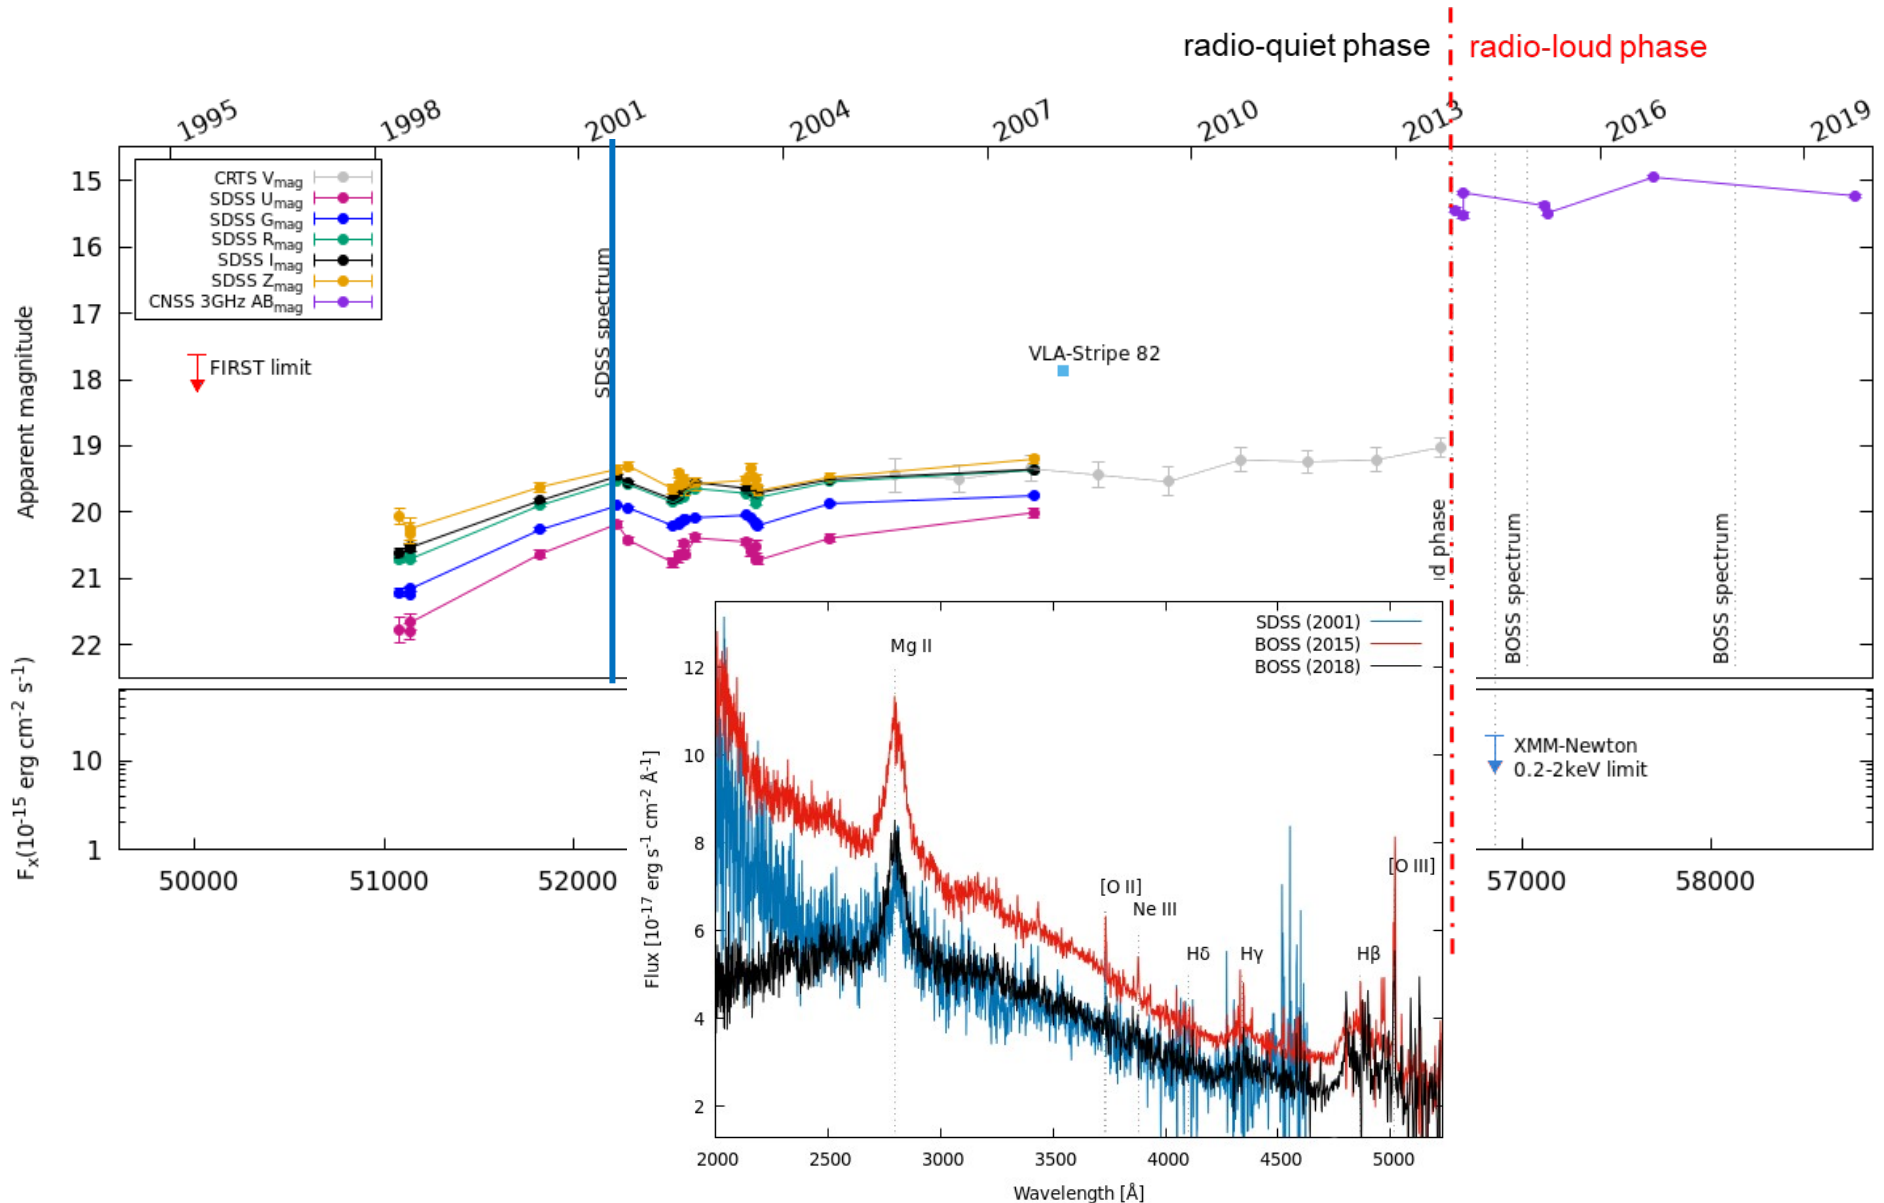 radio-quiet phase
radio-loud phase
1995
1998
2001
2004
2007
2010
2013
2016
2019
Apparent magnitude
15
16
17
18
19
20
21
22
CRTS Vmag
SDSS Umag
SDSS Gmag
SDSS Rmag
SDSS Imag
SDSS Zmag
CNSS 3GHz ABmag
FIRST limit
SDSS spectrum
VLA-Stripe 82
d phase
BOSS spectrum
BOSS spectrum
Fx(10-15 erg cm-2 s-1)
10
1
50000
51000
52000
57000
58000
XMM-Newton
0.2-2keV limit
SDSS (2001)
BOSS (2015)
BOSS (2018)
Mg II
[O II]
Ne III
Hδ
Hγ
Hβ
[O III]
Flux [10-17 erg s-1 cm-2 Å-1]
12
10
8
6
4
2
2000
2500
3000
3500
4000
4500
5000
Wavelength [Å]